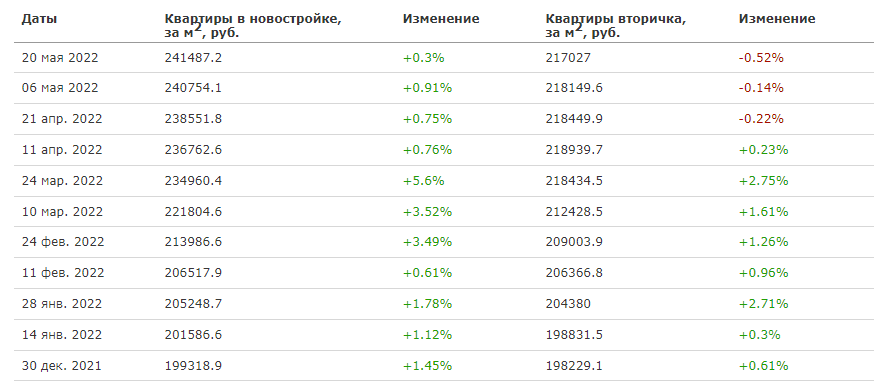 Даты Квартиры в новостройке, за м², руб. Изменение Квартиры вторичка, за м², руб. Изменение
20 мая 2022 241487.2 +0.3% 217027 -0.52%
06 мая 2022 240754.1 +0.91% 218149.6 -0.14%
21 апр. 2022 238551.8 +0.75% 218449.9 -0.22%
11 апр. 2022 236762.6 +0.76% 218939.7 +0.23%
24 мар. 2022 234960.4 +5.6% 218434.5 +2.75%
10 мар. 2022 221804.6 +3.52% 212428.5 +1.61%
24 фев. 2022 213986.6 +3.49% 209003.9 +1.26%
11 фев. 2022 206517.9 +0.61% 206366.8 +0.96%
28 янв. 2022 205248.7 +1.78% 204380 +2.71%
14 янв. 2022 201586.6 +1.12% 198831.5 +0.3%
30 дек. 2021 199318.9 +1.45% 198229.1 +0.61%